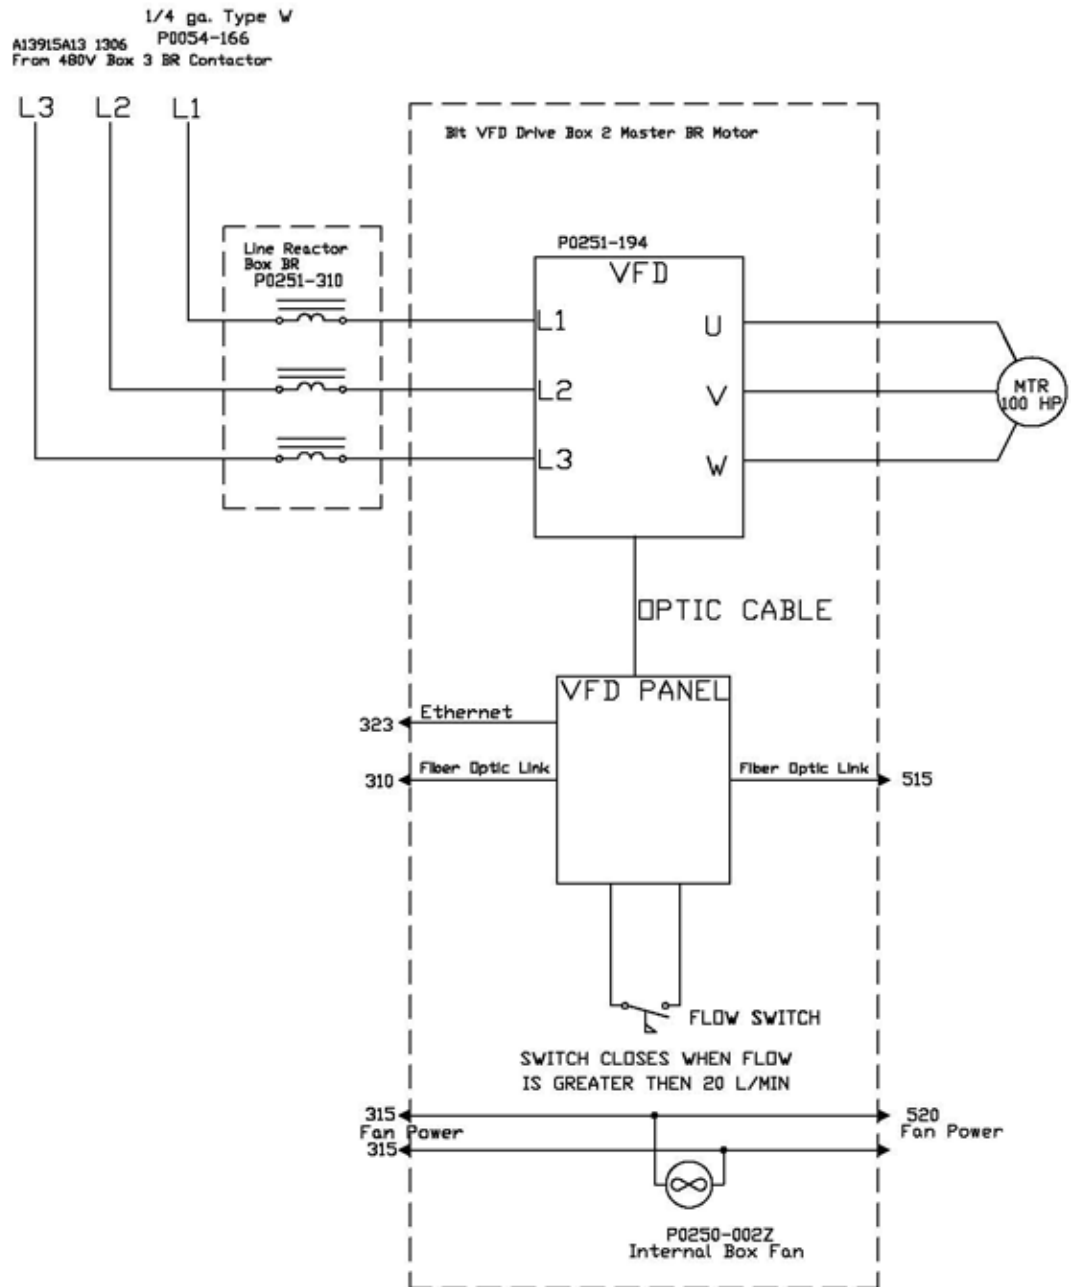 1/4 ga. Type W
P0054-166
A13915A13 1306
From 480V Box 3 BR Contactor
L3 L2 L1
Bit VFD Drive Box 2 Master BR Motor
Line Reactor
Box BR
P0251-310
P0251-194
VFD
L1
U
L2
V
L3
W
MTR
100 HP
OPTIC CABLE
VFD PANEL
323
Ethernet
310
Fiber Optic Link
Fiber Optic Link
515
FLOW SWITCH
SWITCH CLOSES WHEN FLOW
IS GREATER THEN 20 L/MIN
315
Fan Power
315
520
Fan Power
P0250-002Z
Internal Box Fan